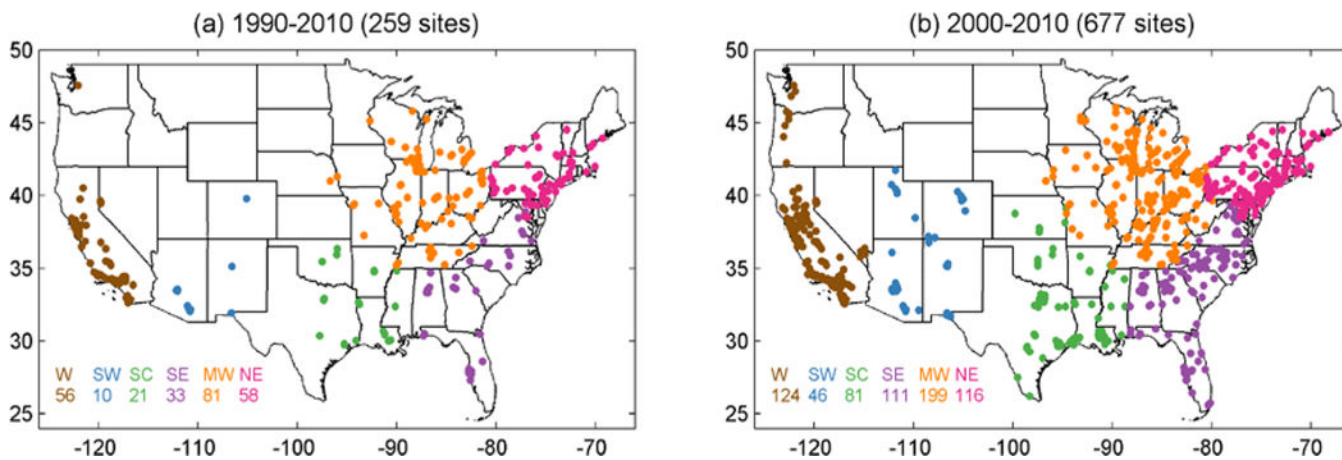 (a) 1990-2010 (259 sites)
50
45
40
35
30
25
W SW SC SE MW NE
56 10 21 33 81 58
-120 -110 -100 -90 -80 -70
(b) 2000-2010 (677 sites)
50
45
40
35
30
25
W SW SC SE MW NE
124 46 81 111 199 116
-120 -110 -100 -90 -80 -70